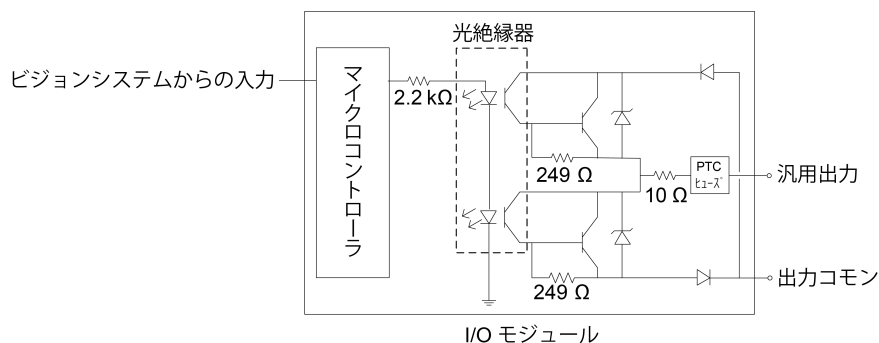 光絶縁器
ビジョンシステムからの入力
マイクロコントローラ
2.2 kΩ
249 Ω
10 Ω
PTC
ヒューズ
汎用出力
249 Ω
出力コモン
I/O モジュール